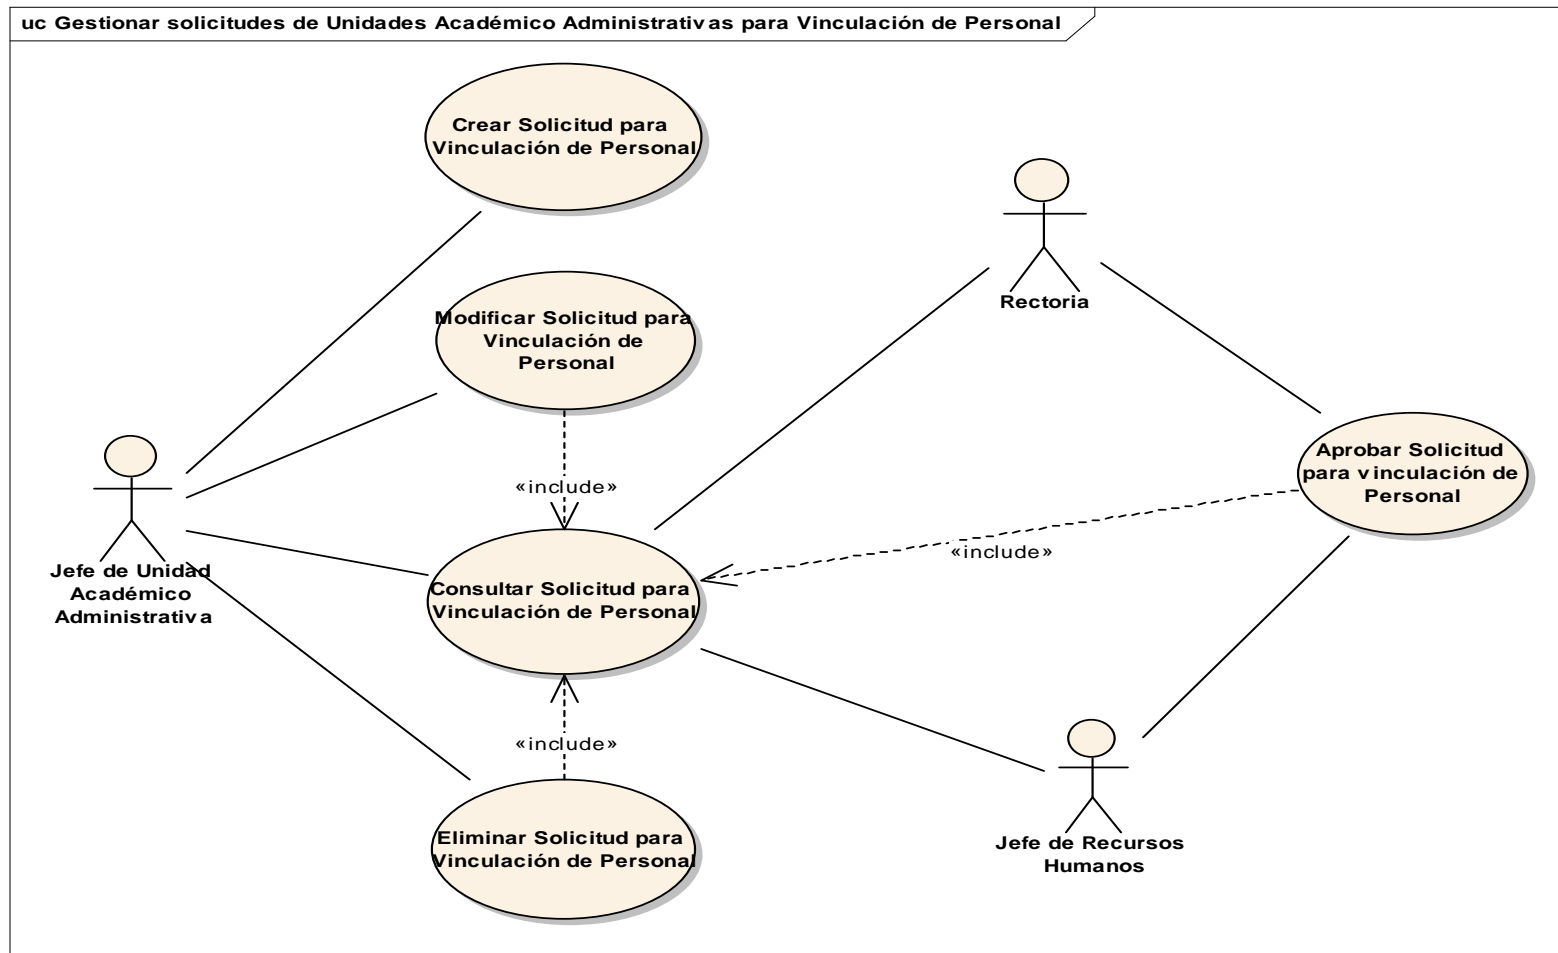 uc Gestionar solicitudes de Unidades Académico Administrativas para Vinculación de Personal
Crear Solicitud para
Vinculación de Personal
Rectoria
Modificar Solicitud para
Vinculación de
Personal
Aprobar Solicitud
para vinculación de
Personal
«include»
«include»
Jefe de Unidad
Académico
Administrativa
Consultar Solicitud para
Vinculación de Personal
«include»
Eliminar Solicitud para
Vinculación de Personal
Jefe de Recursos
Humanos